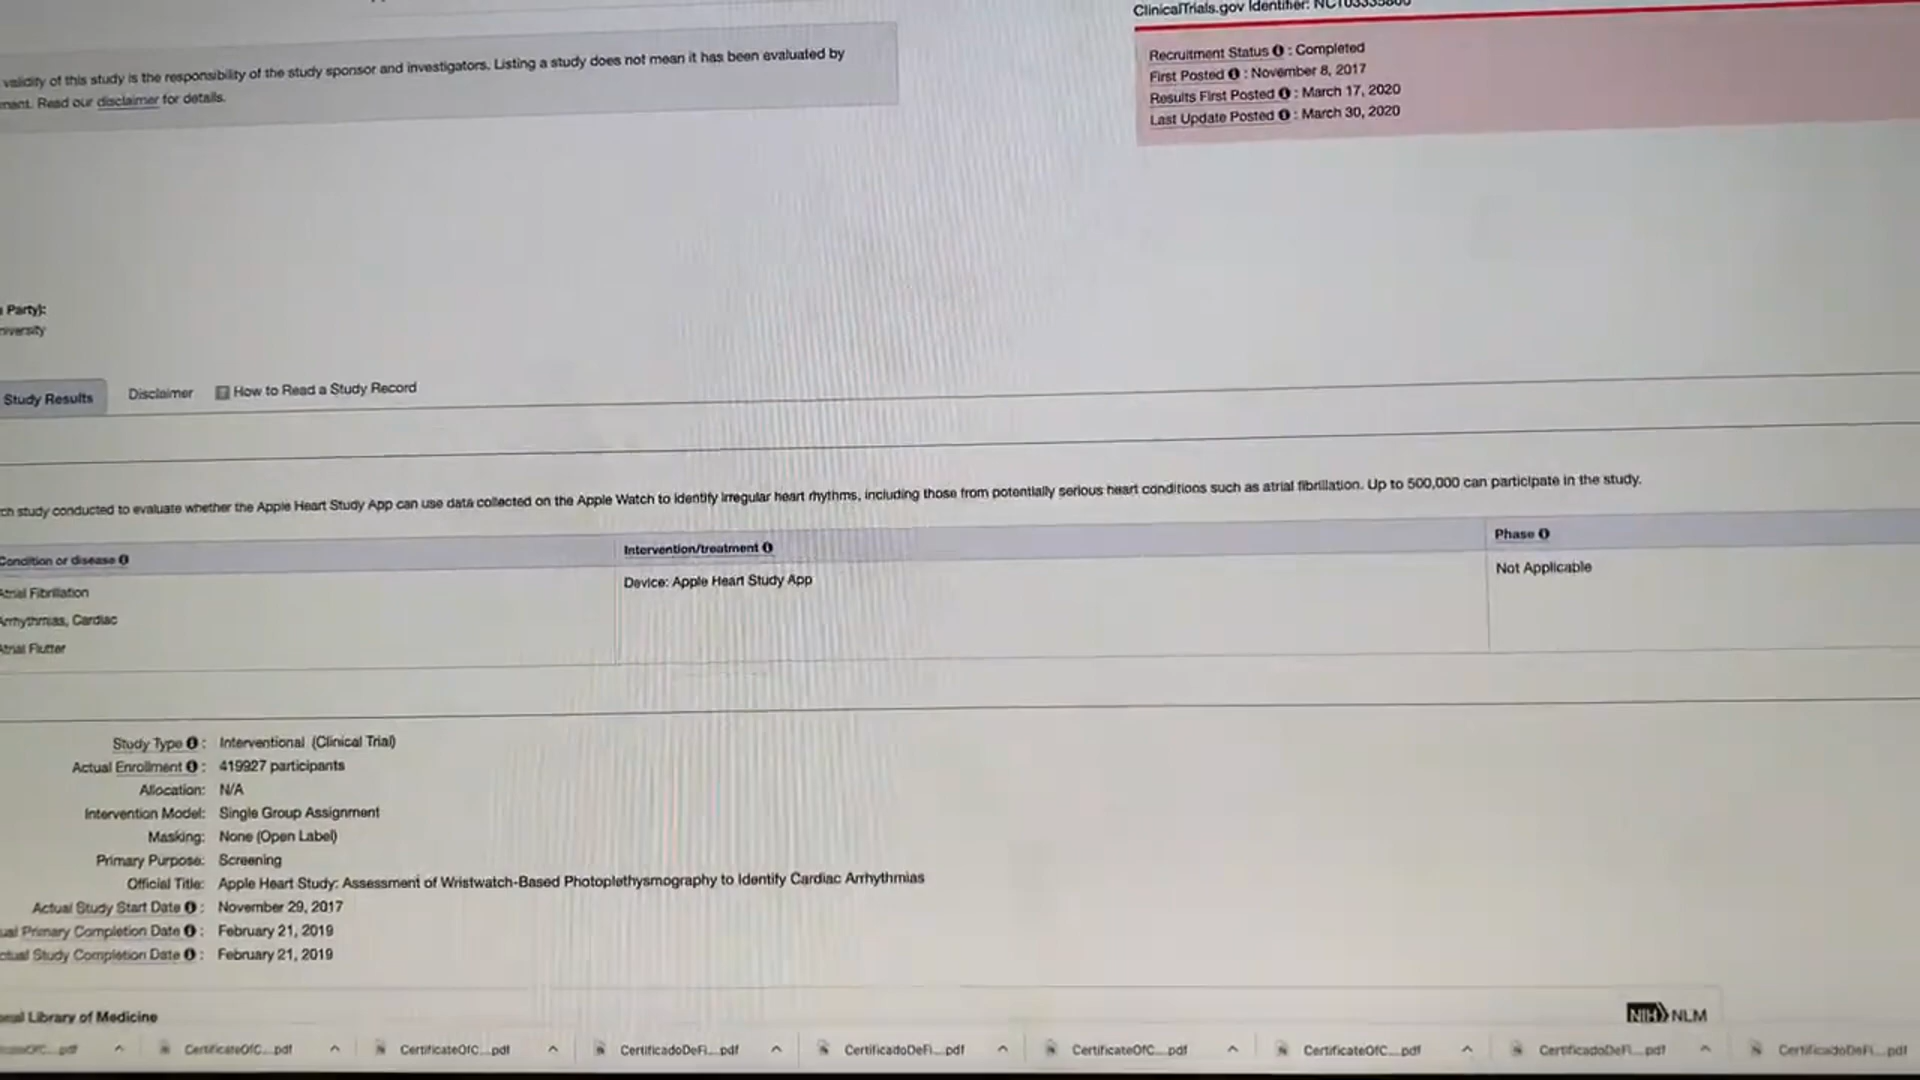 ClinicalTrials.gov Identifier: NCT03335800
validity of this study is the responsibility of the study sponsor and investigators. Listing a study does not mean it has been evaluated by
Read our disclaimer for details.
Recruitment Status : Completed
First Posted : November 8, 2017
Results First Posted : March 17, 2020
Last Update Posted : March 30, 2020
Party):
Study Results Disclaimer How to Read a Study Record
study conducted to evaluate whether the Apple Heart Study App can use data collected on the Apple Watch to identify irregular heart rhythms, including those from potentially serious heart conditions such as atrial fibrillation. Up to 500,000 can participate in the study.
Condition or disease Intervention/treatment Phase
Atrial Fibrillation Device: Apple Heart Study App Not Applicable
Arrhythmias, Cardiac
Atrial Flutter
Study Type : Interventional (Clinical Trial)
Actual Enrollment : 419927 participants
Allocation: N/A
Intervention Model: Single Group Assignment
Masking: None (Open Label)
Primary Purpose: Screening
Official Title: Apple Heart Study: Assessment of Wristwatch-Based Photoplethysmography to Identify Cardiac Arrhythmias
Actual Study Start Date : November 29, 2017
Primary Completion Date : February 21, 2019
Study Completion Date : February 21, 2019
Library of Medicine
NIH NLM
CertificateOfC....pdf CertificateOfC....pdf CertificadoDeFi....pdf CertificadoDeFi....pdf CertificateOfC....pdf CertificateOfC....pdf CertificadoDeFi....pdf CertificadoDeFi....pdf